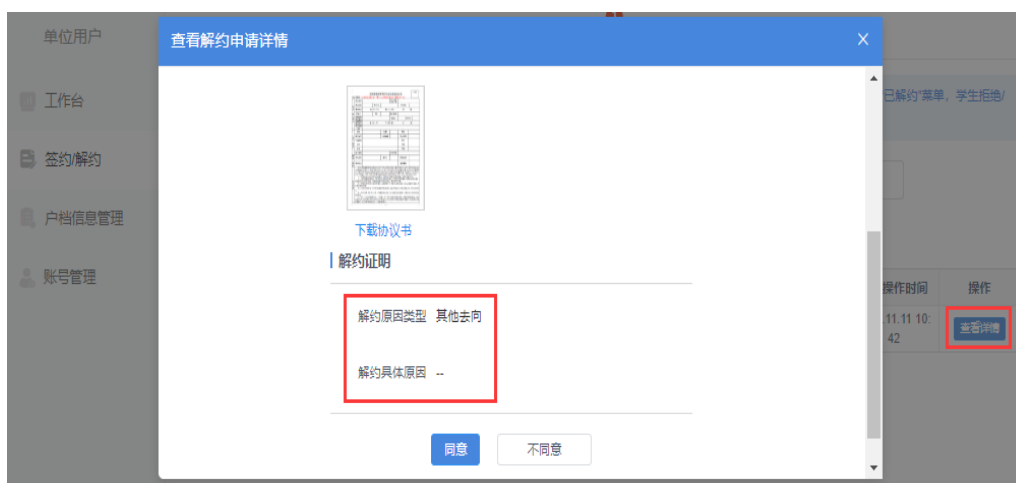 单位用户
查看解约申请详情
工作台
已解约"菜单，学生拒绝/
签约/解约
户档信息管理
下载协议书
解约证明
账号管理
操作时间 操作
解约原因类型 其他去向
.11.11 10:
42
查看详情
解约具体原因 --
同意 不同意